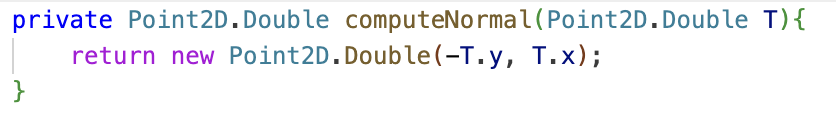 private Point2D.Double computeNormal(Point2D.Double T){
return new Point2D.Double(-T.y, T.x);
}